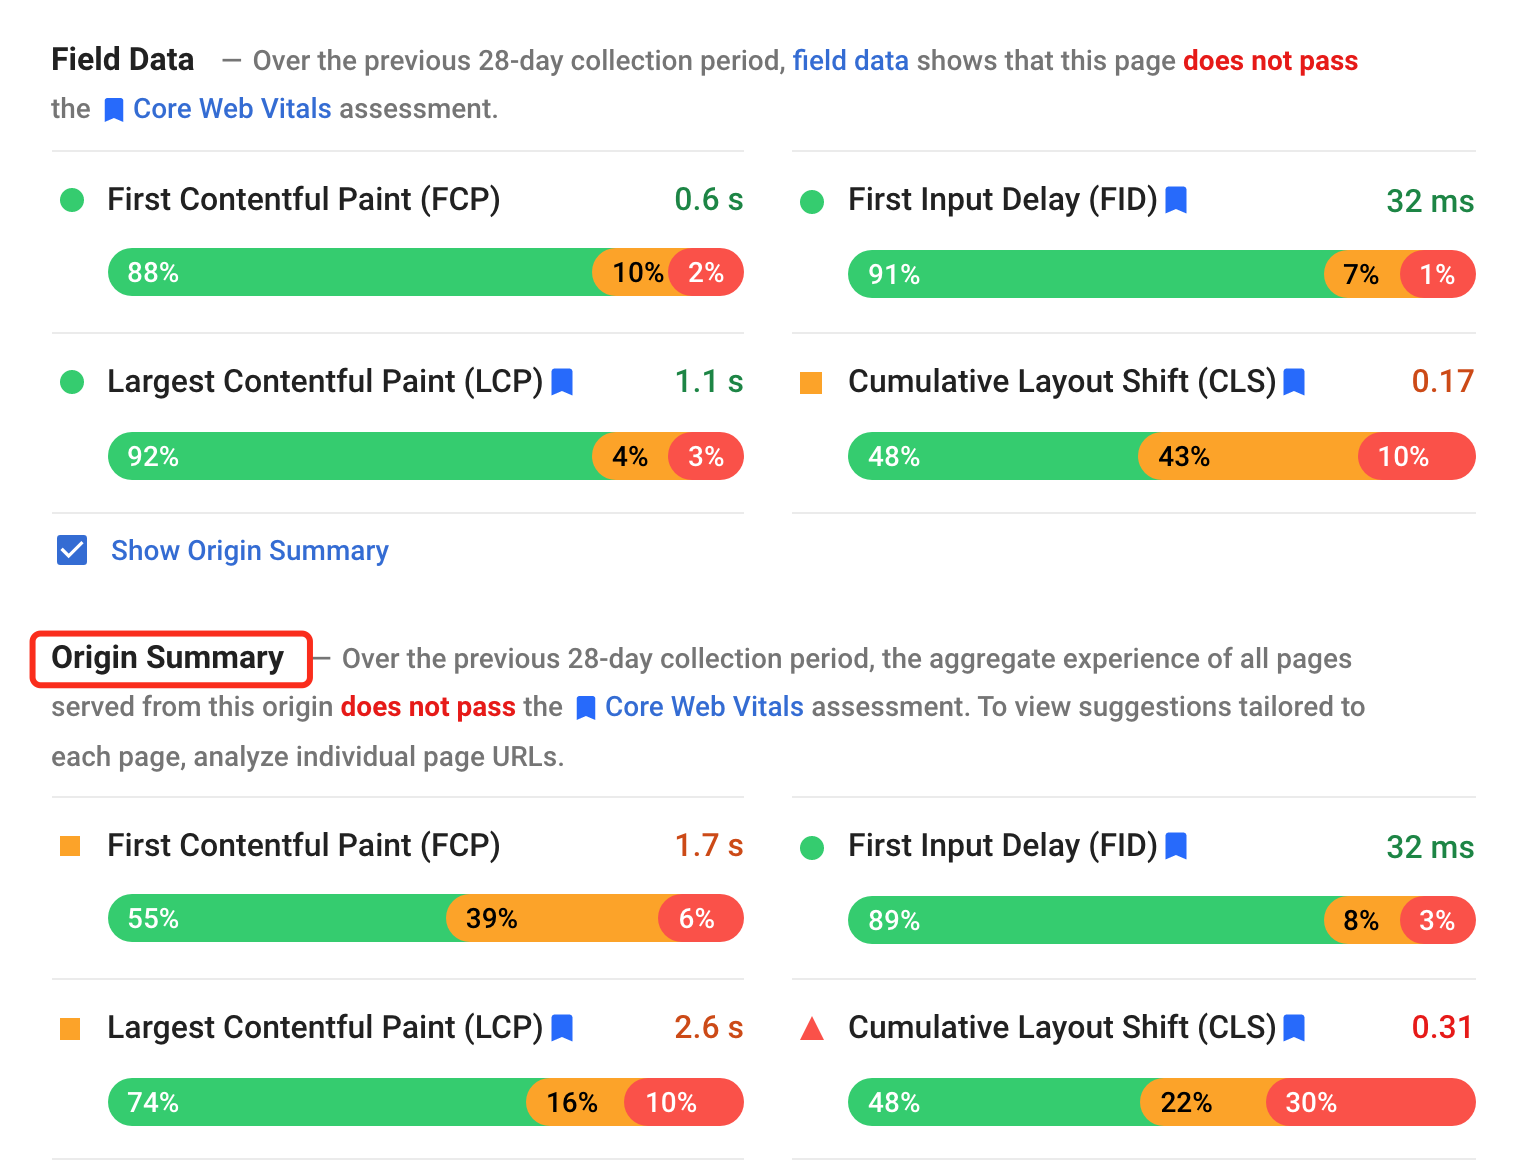 Field Data — Over the previous 28-day collection period, field data shows that this page does not pass
the Core Web Vitals assessment.
First Contentful Paint (FCP) 0.6 s
88% 10% 2%
First Input Delay (FID) 32 ms
91% 7% 1%
Largest Contentful Paint (LCP) 1.1 s
92% 4% 3%
Cumulative Layout Shift (CLS) 0.17
48% 43% 10%
Show Origin Summary
Origin Summary — Over the previous 28-day collection period, the aggregate experience of all pages
served from this origin does not pass the Core Web Vitals assessment. To view suggestions tailored to
each page, analyze individual page URLs.
First Contentful Paint (FCP) 1.7 s
55% 39% 6%
First Input Delay (FID) 32 ms
89% 8% 3%
Largest Contentful Paint (LCP) 2.6 s
74% 16% 10%
Cumulative Layout Shift (CLS) 0.31
48% 22% 30%